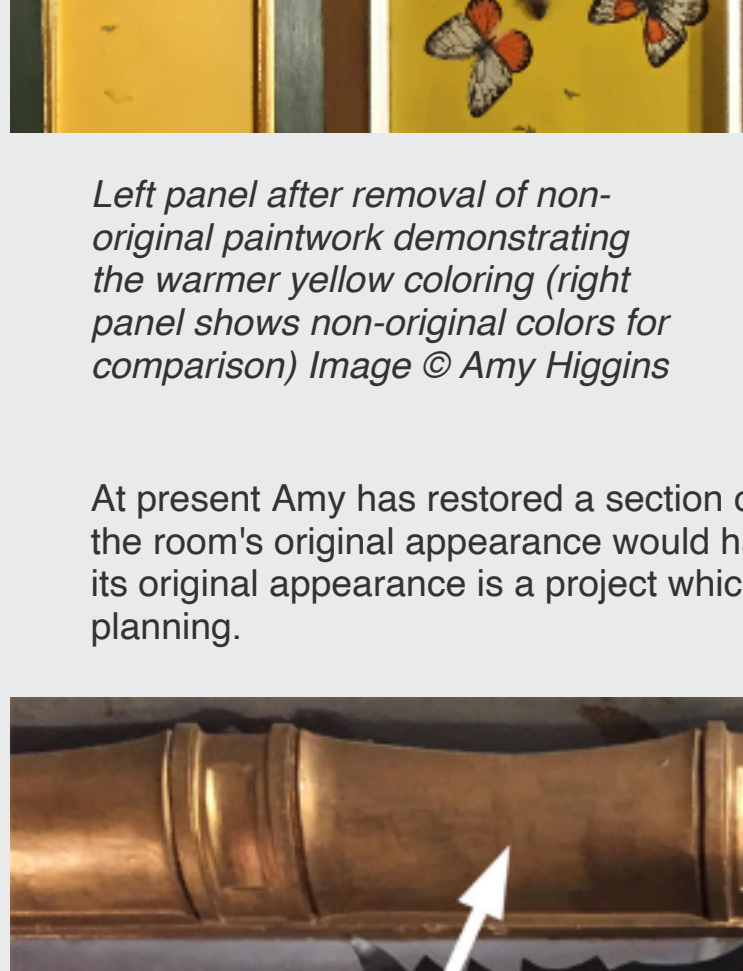 Left panel after removal of non-
original paintwork demonstrating
the warmer yellow coloring (right
panel shows non-original colors for
comparison) Image © Amy Higgins
At present Amy has restored a section
the room's original appearance would
its original appearance is a project
planning.